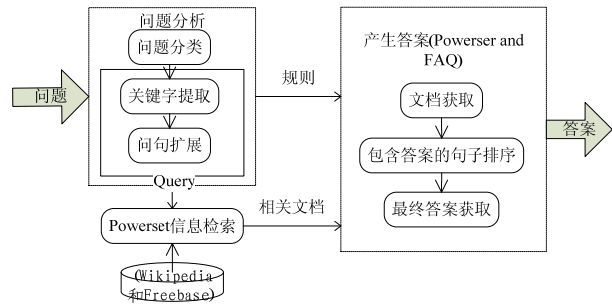 问题
问题分析
问题分类
关键字提取
问句扩展
Query
规则
Powerset信息检索
相关文档
(Wikipedia
和Freebase)
产生答案(Powerser and
FAQ)
文档获取
包含答案的句子排序
最终答案获取
答案